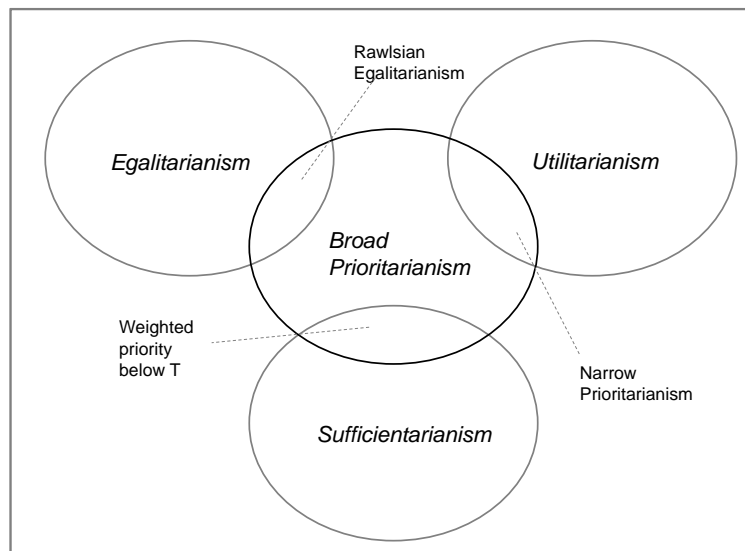 Rawlsian
Egalitarianism
Egalitarianism
Utilitarianism
Broad
Prioritarianism
Weighted
priority
below T
Narrow
Prioritarianism
Sufficientarianism